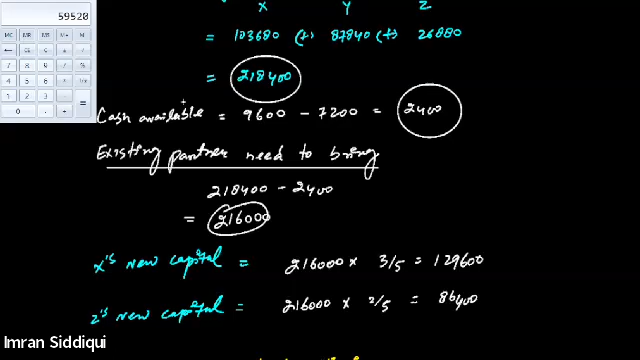 59520
X Y Z
= 103680 (+) 87840 (+) 26880
= 218400
Cash available = 9600 - 7200 = 2400
Existing partner need to bring
218400 - 2400
= 216000
X's new capital = 216000 x 3/5 = 129600
Z's new capital = 216000 x 2/5 = 86400
Imran Siddiqui